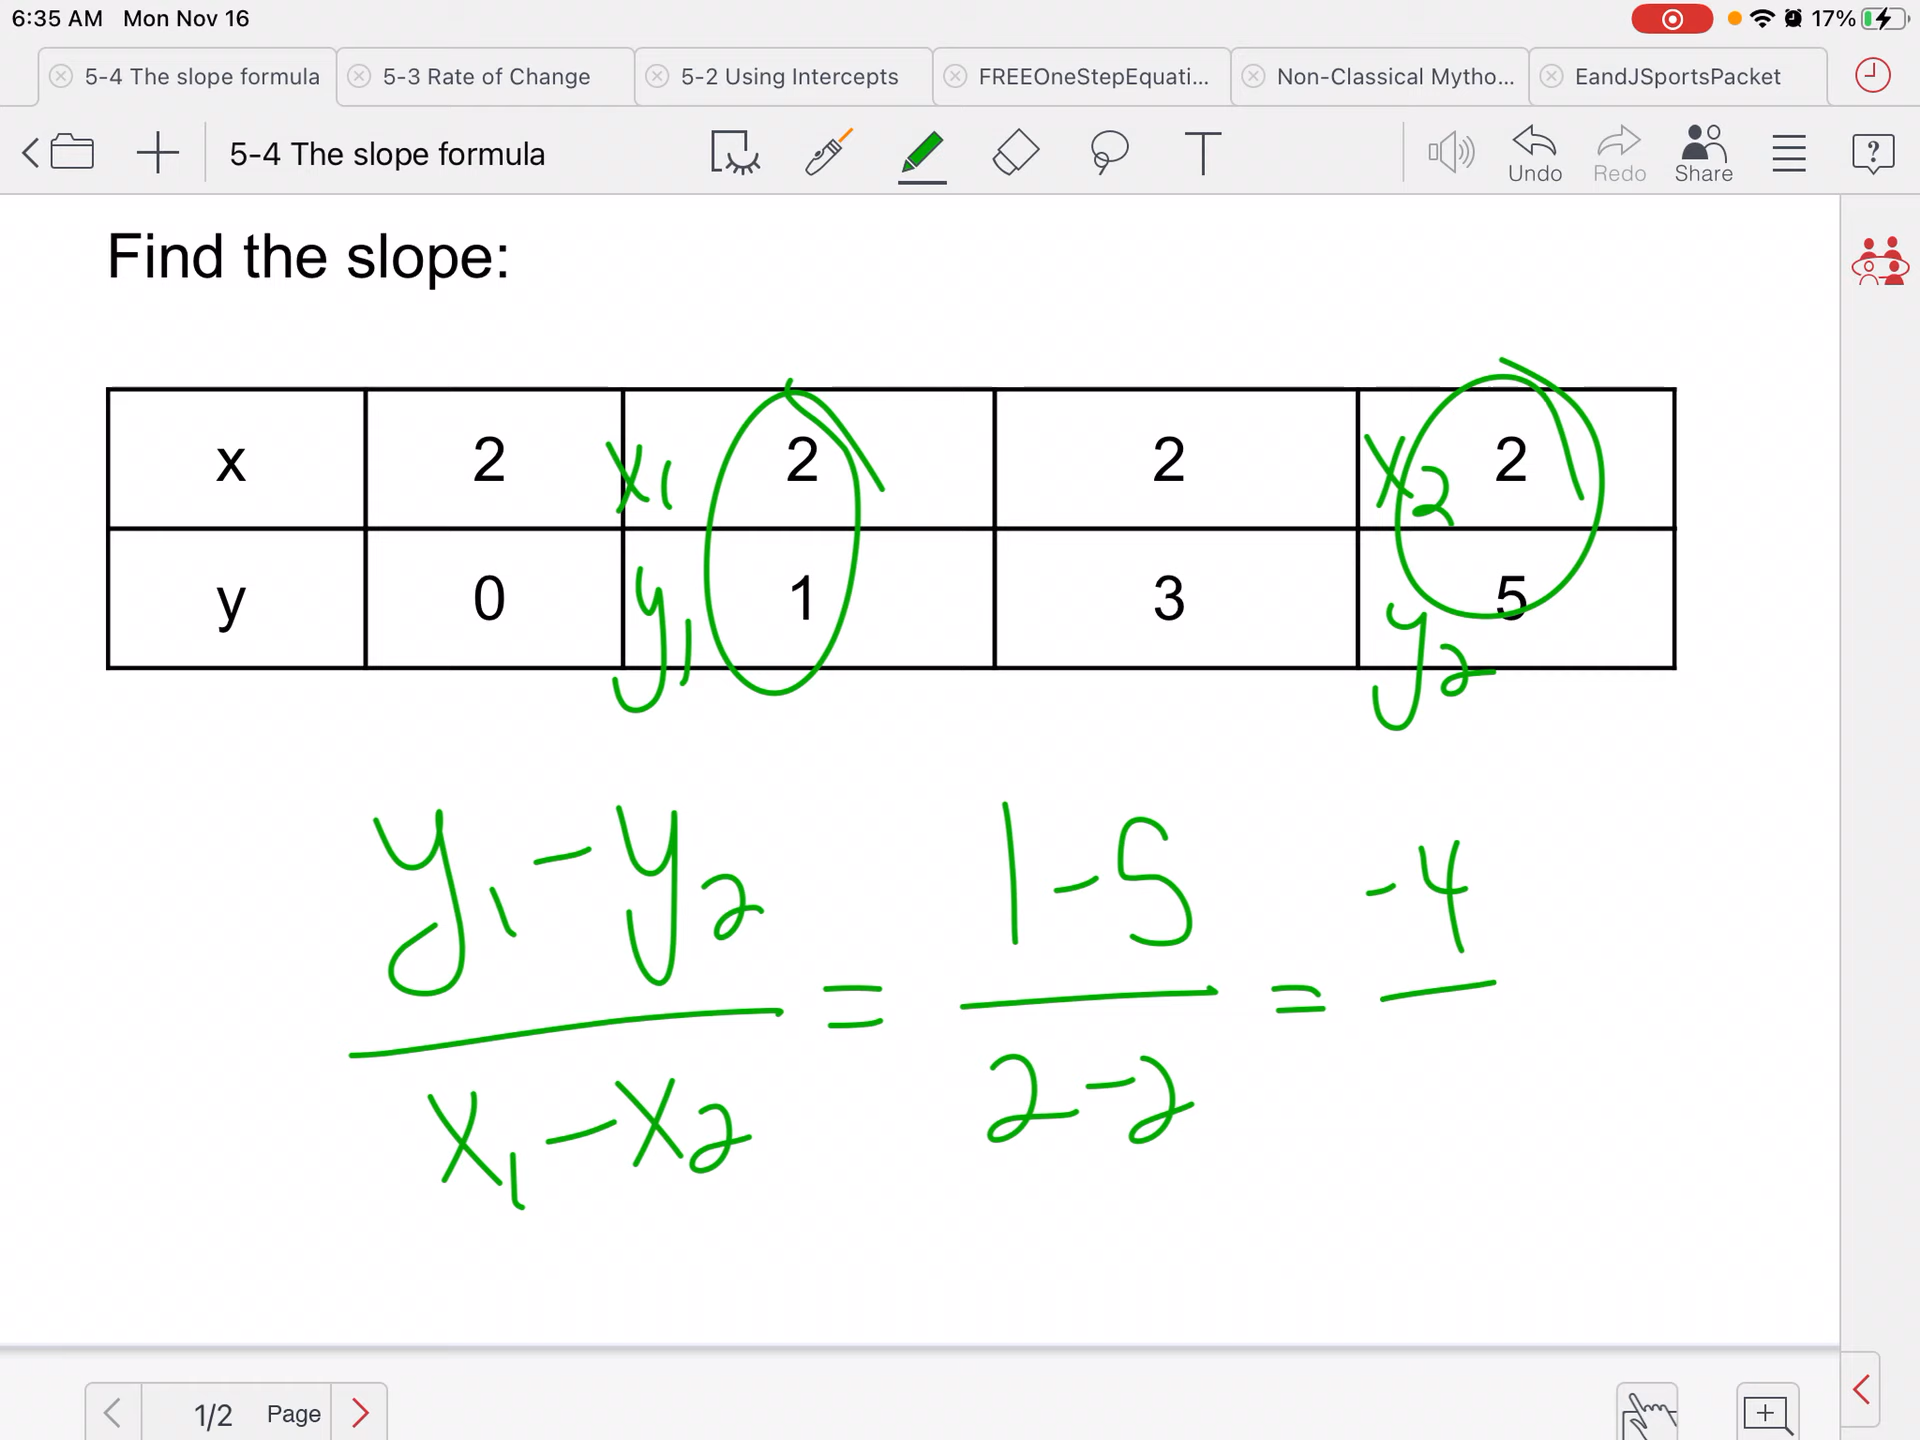 6:35 AM Mon Nov 16 17%
5-4 The slope formula 5-3 Rate of Change 5-2 Using Intercepts FREEOneStepEquati... Non-Classical Mytho... EandJSportsPacket
5-4 The slope formula T Undo Redo Share ?
Find the slope:
x 2 x1 2 2 x2 2
y 0 y1 1 3 y2 5
y1 - y2 1-5 -4
= =
x1 - x2 2-2
1/2 Page